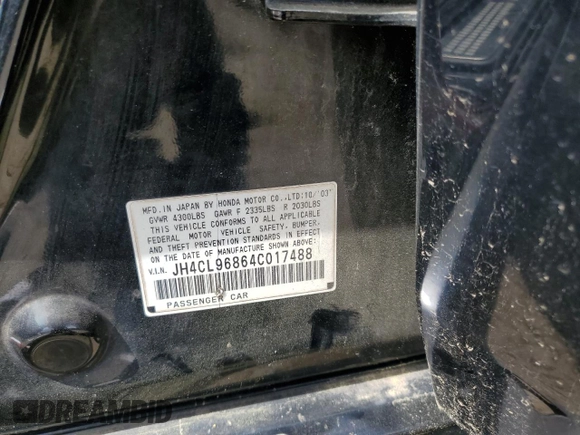 MFD.IN JAPAN BY HONDA MOTOR CO.,LTD:10/'03'
GVWR 4300LBS GAWR F 2335LBS R 2030LBS
THIS VEHICLE CONFORMS TO ALL APPLICABLE
FEDERAL MOTOR VEHICLE SAFETY, BUMPER,
AND THEFT PREVENTION STANDARDS IN EFFECT
ON THE DATE OF MANUFACTURE SHOWN ABOVE:
V.I.N. JH4CL96864C017488
PASSENGER CAR
DREAMBID